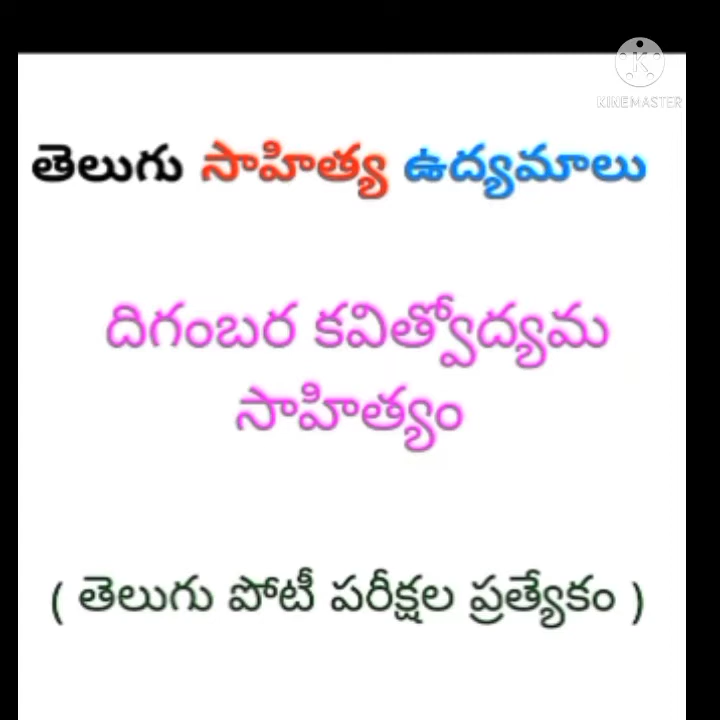 KINEMASTER
తెలుగు సాహిత్య ఉద్యమాలు
దిగంబర కవిత్వోద్యమ
సాహిత్యం
( తెలుగు పోటీ పరీక్షల ప్రత్యేకం )